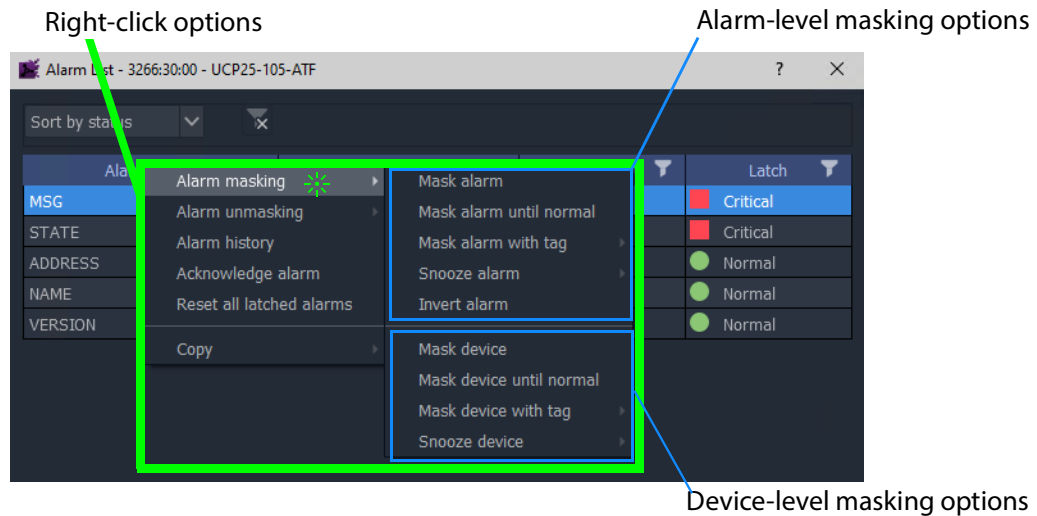 Right-click options
Alarm-level masking options
Alarm List - 3266:30:00 - UCP25-105-ATF
?
Sort by status
Ala
Latch
MSG
Critical
STATE
Critical
ADDRESS
Normal
NAME
Normal
VERSION
Normal
Alarm masking
Alarm unmasking
Alarm history
Acknowledge alarm
Reset all latched alarms
Copy
Mask alarm
Mask alarm until normal
Mask alarm with tag
Snooze alarm
Invert alarm
Mask device
Mask device until normal
Mask device with tag
Snooze device
Device-level masking options